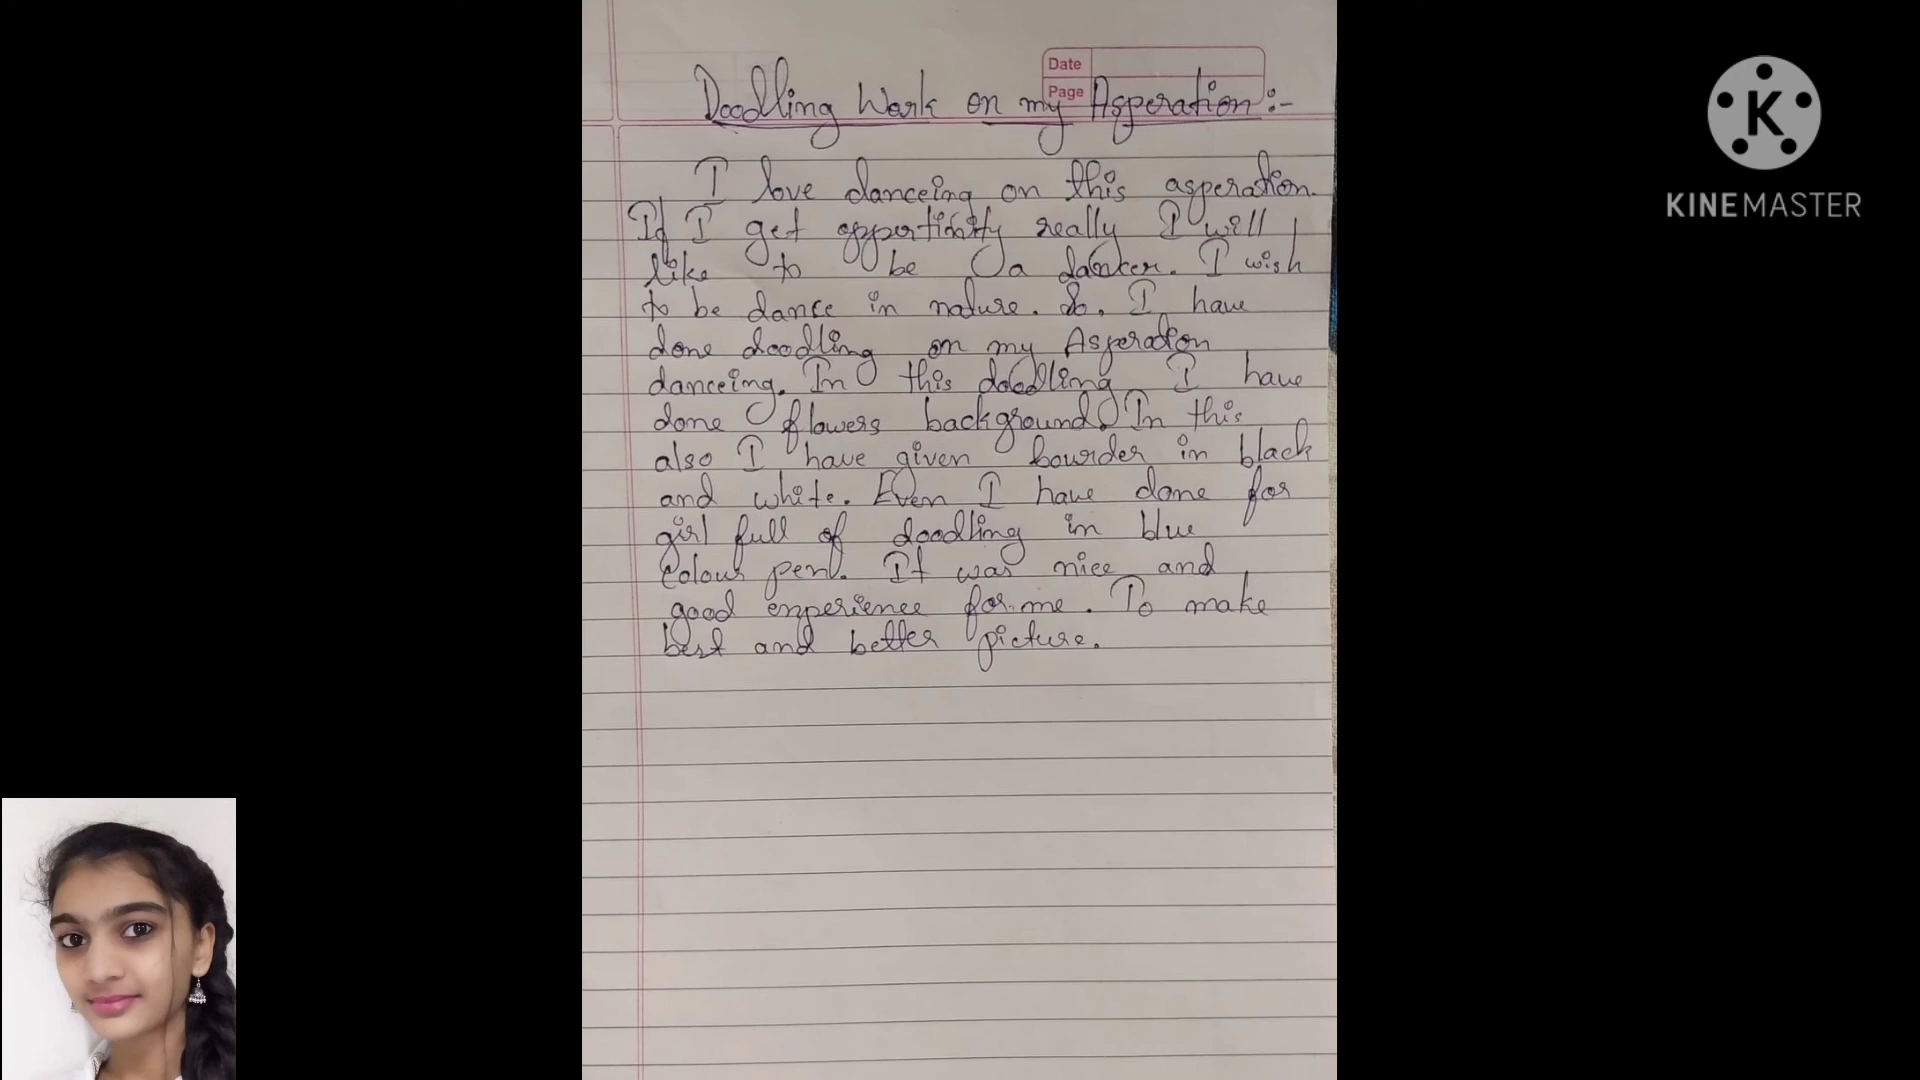 Date
Page
Doodling Work on my Asperation :-
I love danceing on this asperation.
If I get opportinity really I will
like to be a danker. I wish
to be dance in nature. So, I have
done doodling on my Asperation
danceing. In this doodling I have
done flowers background. In this
also I have given bourder in black
and white. Even I have done for
girl full of doodling in blue
Colour pen. It was nice and
good experience for me. To make
best and better picture.
K
KINEMASTER